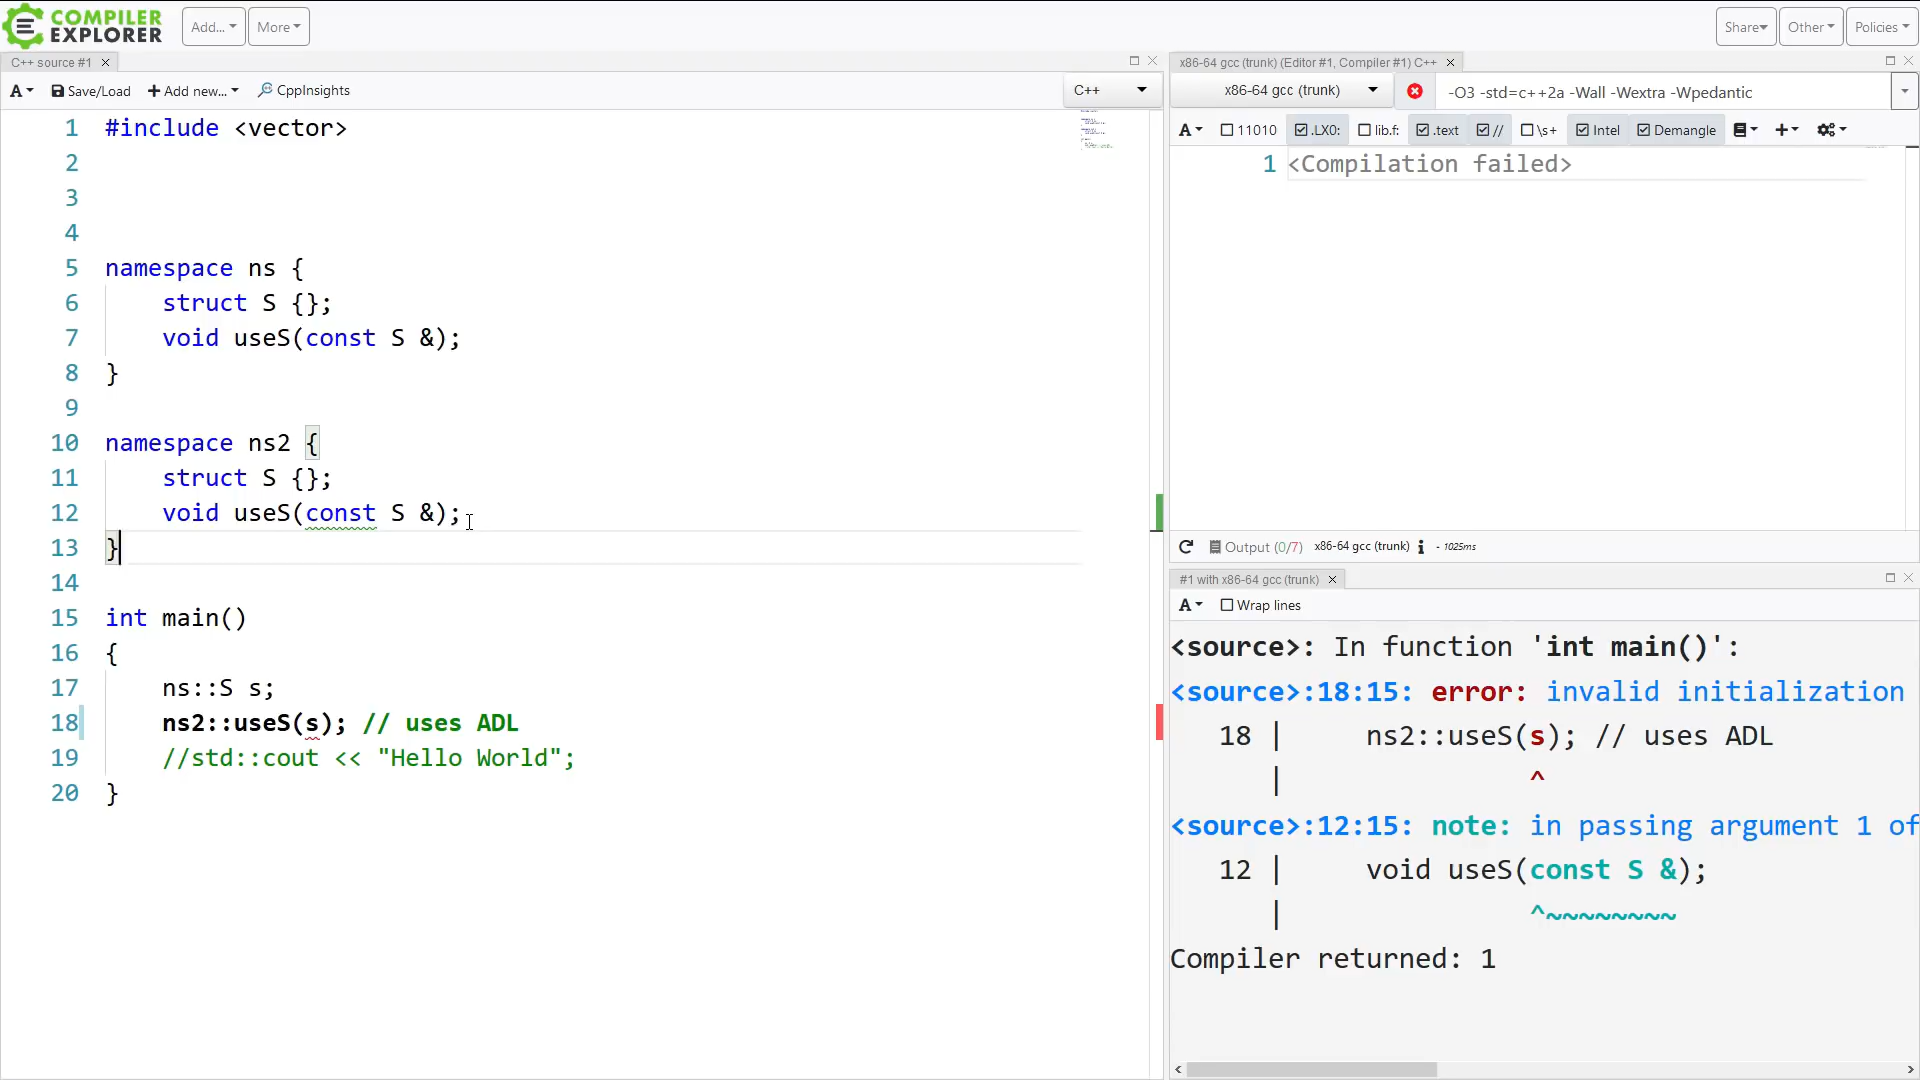 COMPILER
EXPLORER
Add...
More
Share
Other
Policies
C++ source #1
A
Save/Load
Add new...
CppInsights
C++
1 #include <vector>
2
3
4
5 namespace ns {
6 struct S {};
7 void useS(const S &);
8 }
9
10 namespace ns2 {
11 struct S {};
12 void useS(const S &);
13 }
14
15 int main()
16 {
17 ns::S s;
18 ns2::useS(s); // uses ADL
19 //std::cout << "Hello World";
20 }
x86-64 gcc (trunk) (Editor #1, Compiler #1) C++
x86-64 gcc (trunk)
-O3 -std=c++2a -Wall -Wextra -Wpedantic
A
11010
.LX0:
lib.f:
.text
//
\s+
Intel
Demangle
1 <Compilation failed>
Output (0/7) x86-64 gcc (trunk) i - 1025ms
#1 with x86-64 gcc (trunk)
A
Wrap lines
<source>: In function 'int main()':
<source>:18:15: error: invalid initialization
18 | ns2::useS(s); // uses ADL
| ^
<source>:12:15: note: in passing argument 1 of
12 | void useS(const S &);
| ^~~~~~~~~
Compiler returned: 1